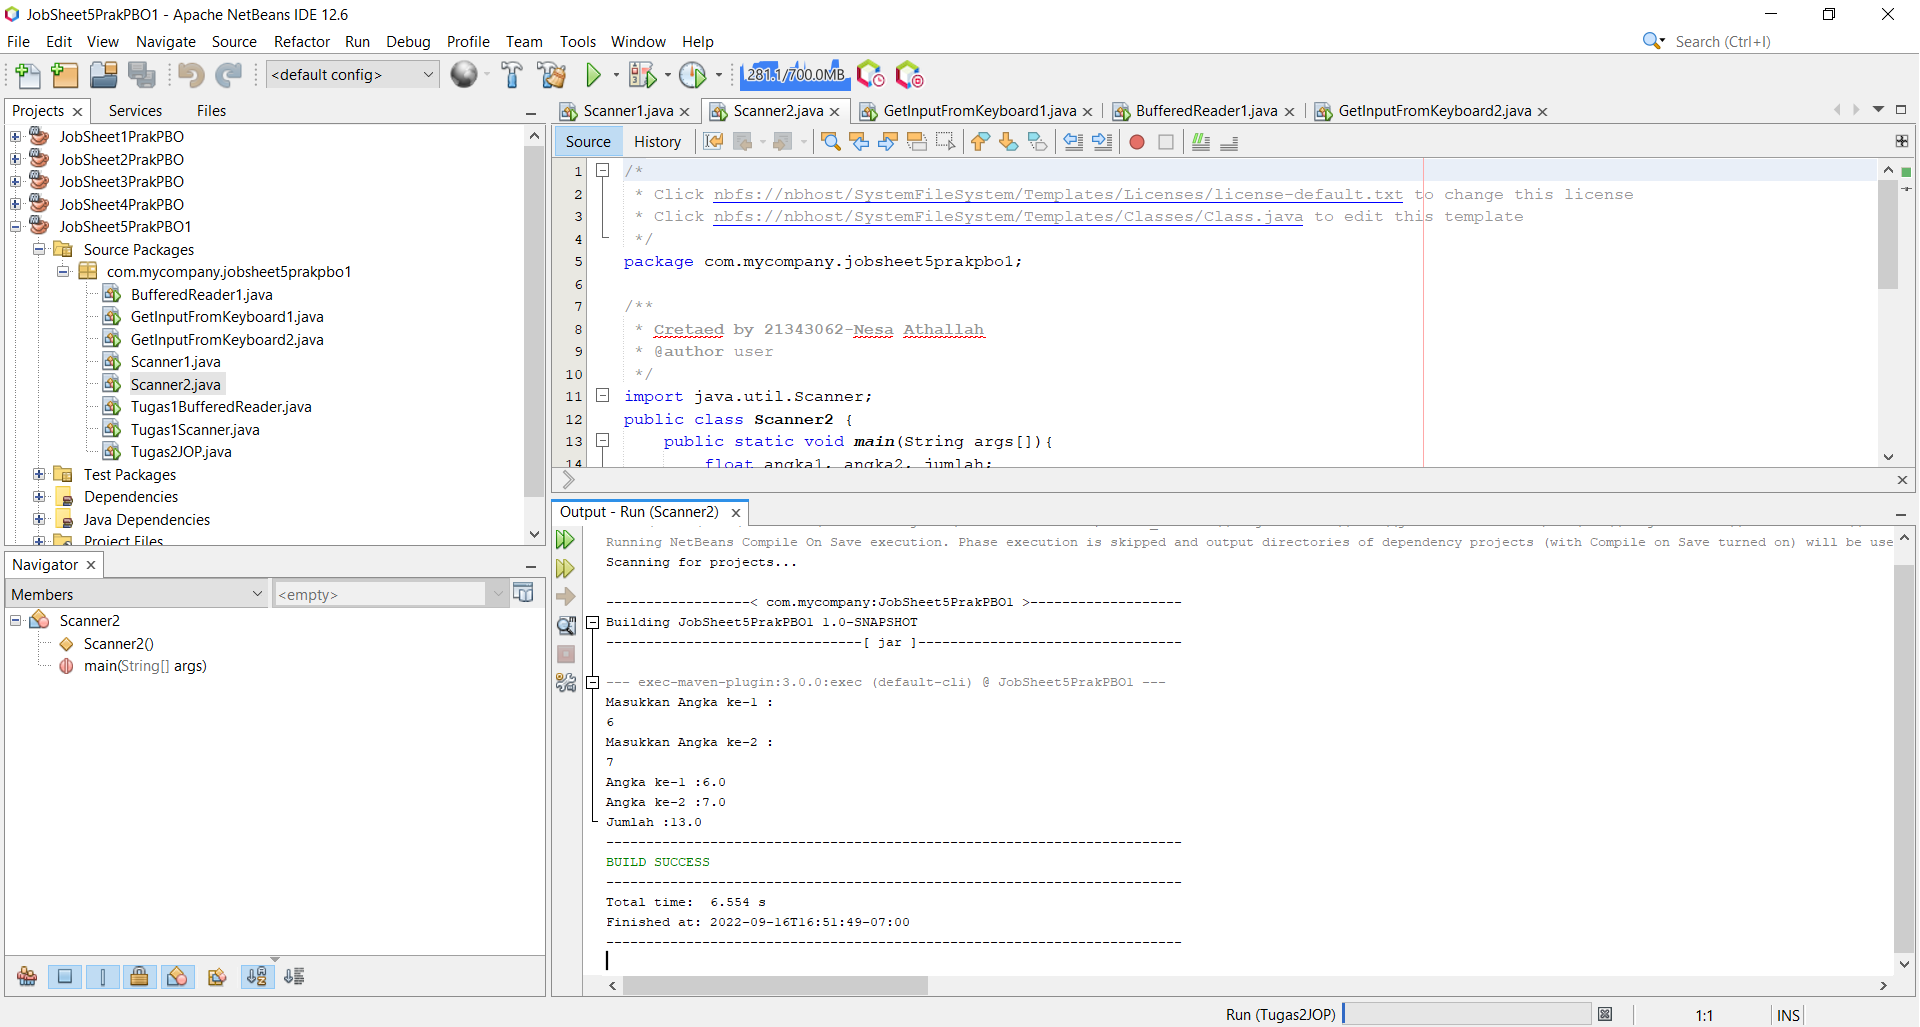 JobSheet5PrakPBO1 - Apache NetBeans IDE 12.6
File Edit View Navigate Source Refactor Run Debug Profile Team Tools Window Help
Search (Ctrl+I)
<default config>
281.1/700.0MB
Projects Services Files
JobSheet1PrakPBO
JobSheet2PrakPBO
JobSheet3PrakPBO
JobSheet4PrakPBO
JobSheet5PrakPBO1
Source Packages
com.mycompany.jobsheet5prakpbo1
BufferedReader1.java
GetInputFromKeyboard1.java
GetInputFromKeyboard2.java
Scanner1.java
Scanner2.java
Tugas1BufferedReader.java
Tugas1Scanner.java
Tugas2JOP.java
Test Packages
Dependencies
Java Dependencies
Project Files
Navigator
Members
<empty>
Scanner2
Scanner2()
main(String[] args)
Scanner1.java Scanner2.java GetInputFromKeyboard1.java BufferedReader1.java GetInputFromKeyboard2.java
Source History
1 /*
2 * Click nbfs://nbhost/SystemFileSystem/Templates/Licenses/license-default.txt to change this license
3 * Click nbfs://nbhost/SystemFileSystem/Templates/Classes/Class.java to edit this template
4 */
5 package com.mycompany.jobsheet5prakpbo1;
6
7 /**
8 * Cretaed by 21343062-Nesa Athallah
9 * @author user
10 */
11 import java.util.Scanner;
12 public class Scanner2 {
13 public static void main(String args[]){
14 float angka1, angka2, jumlah;
Output - Run (Scanner2)
Running NetBeans Compile On Save execution. Phase execution is skipped and output directories of dependency projects (with Compile on Save turned on) will be use
Scanning for projects...
------------------< com.mycompany:JobSheet5PrakPBO1 >-------------------
Building JobSheet5PrakPBO1 1.0-SNAPSHOT
--------------------------------[ jar ]---------------------------------
--- exec-maven-plugin:3.0.0:exec (default-cli) @ JobSheet5PrakPBO1 ---
Masukkan Angka ke-1 :
6
Masukkan Angka ke-2 :
7
Angka ke-1 :6.0
Angka ke-2 :7.0
Jumlah :13.0
------------------------------------------------------------------------
BUILD SUCCESS
------------------------------------------------------------------------
Total time:  6.554 s
Finished at: 2022-09-16T16:51:49-07:00
------------------------------------------------------------------------
Run (Tugas2JOP)
1:1
INS